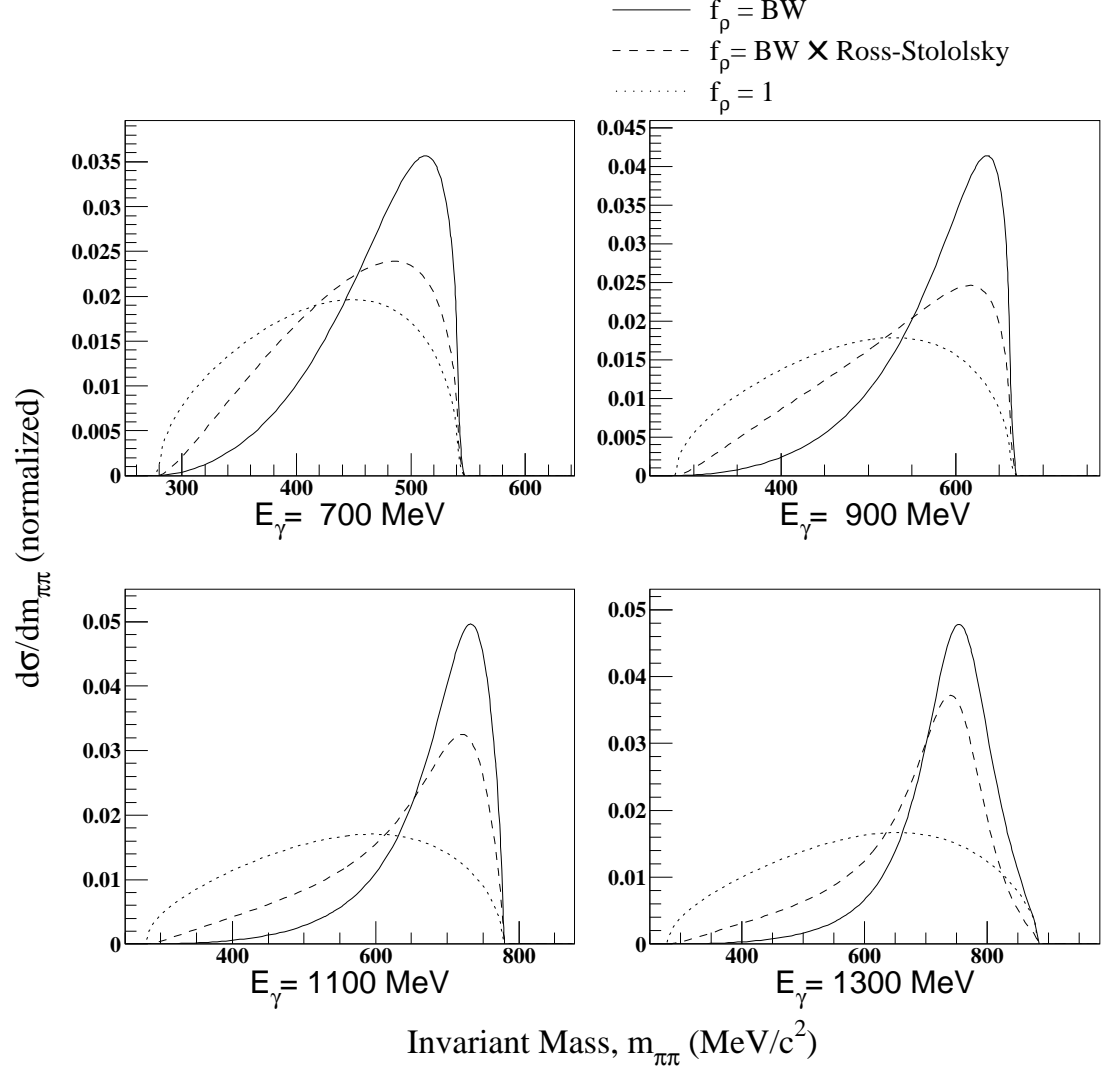 f_ρ = BW
f_ρ = BW × Ross-Stololsky
f_ρ = 1
dσ/dm_ππ (normalized)
0.035
0.03
0.025
0.02
0.015
0.01
0.005
0
300 400 500 600
E_γ = 700 MeV
0.045
0.04
0.035
0.03
0.025
0.02
0.015
0.01
0.005
0
400 600
E_γ = 900 MeV
0.05
0.04
0.03
0.02
0.01
0
400 600 800
E_γ = 1100 MeV
0.05
0.04
0.03
0.02
0.01
0
400 600 800
E_γ = 1300 MeV
Invariant Mass, m_ππ (MeV/c²)